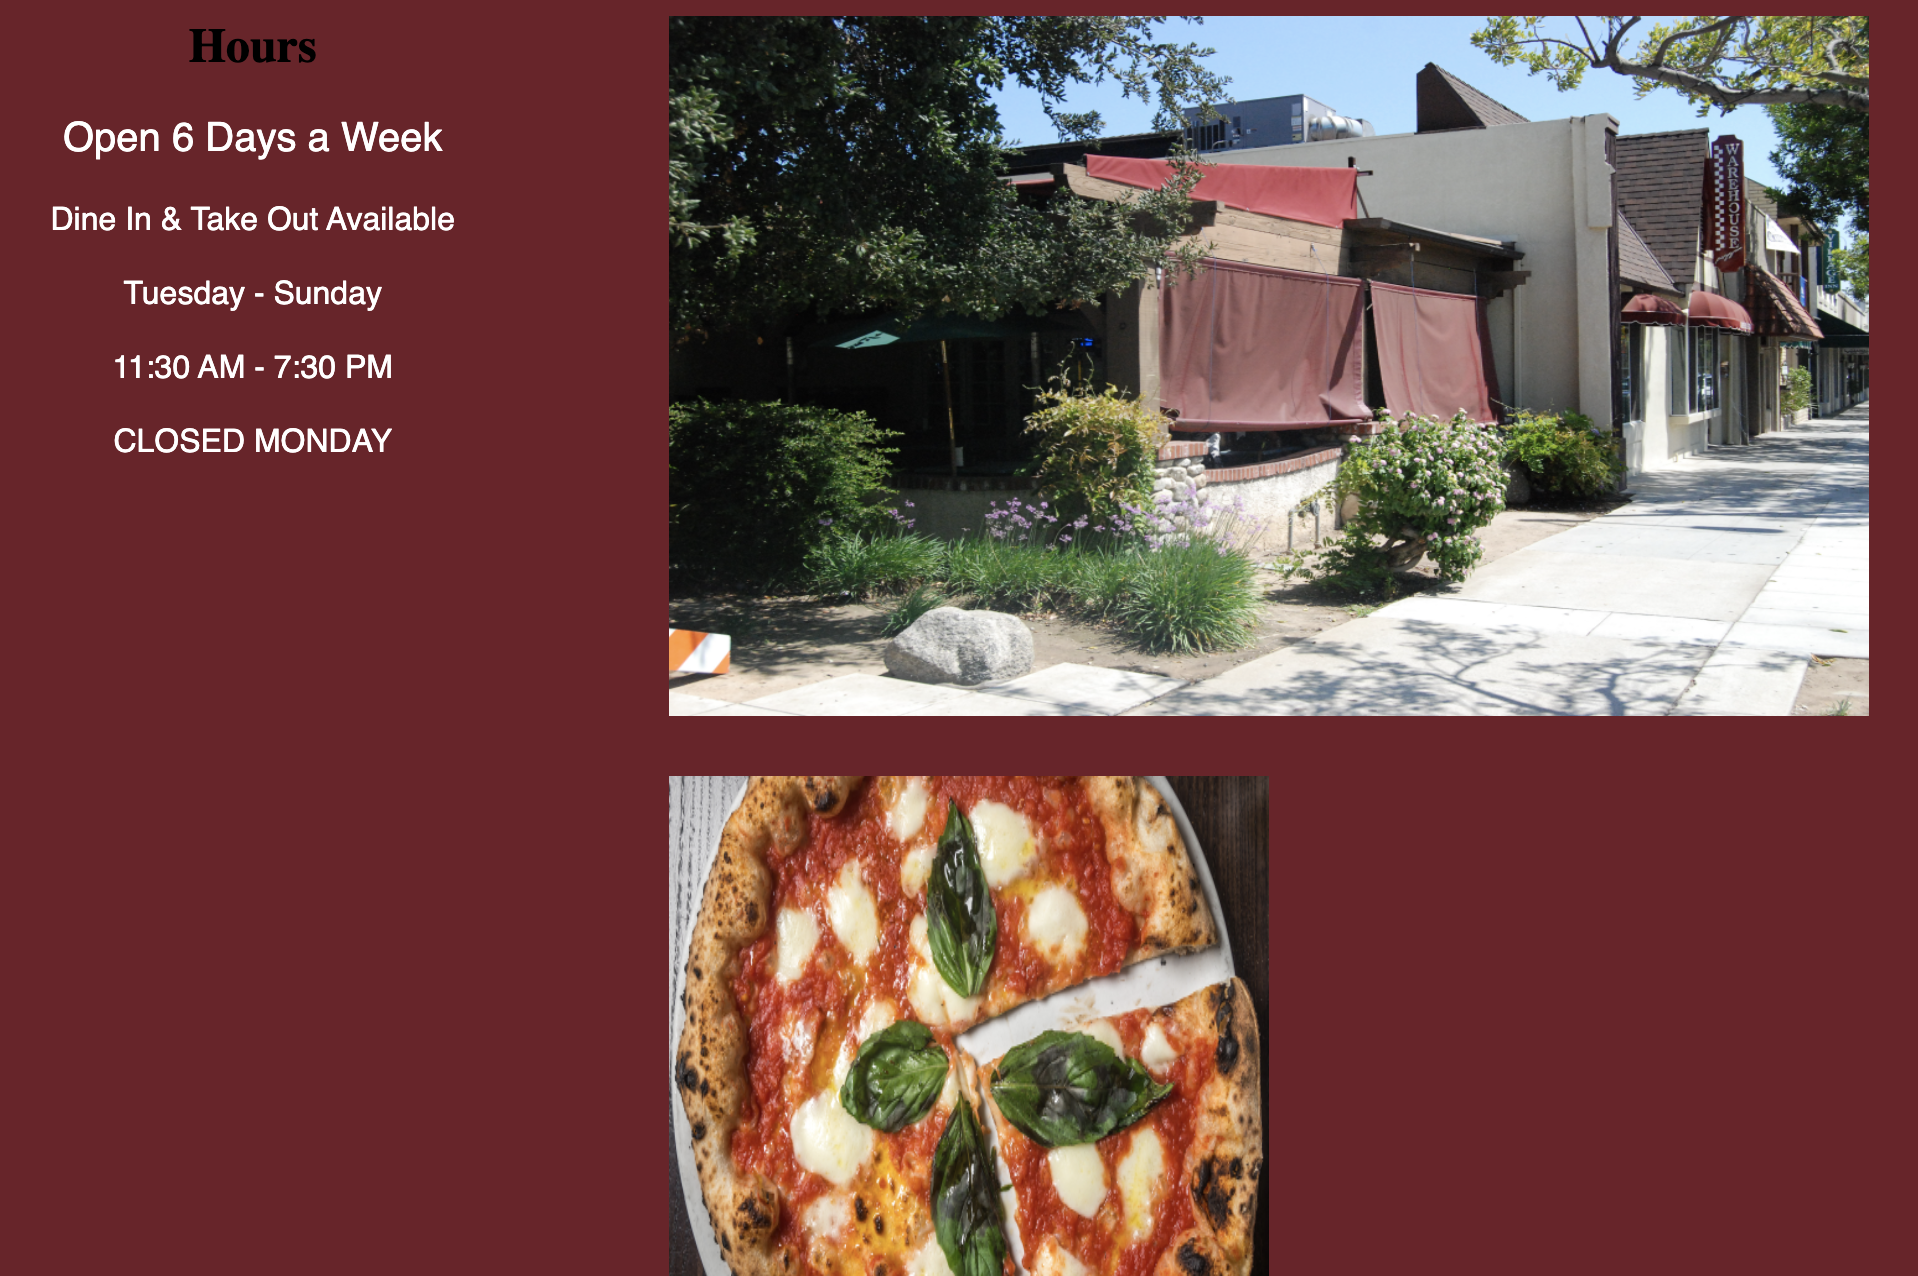 Hours
Open 6 Days a Week
Dine In & Take Out Available
Tuesday - Sunday
11:30 AM - 7:30 PM
CLOSED MONDAY
WAREHOUSE